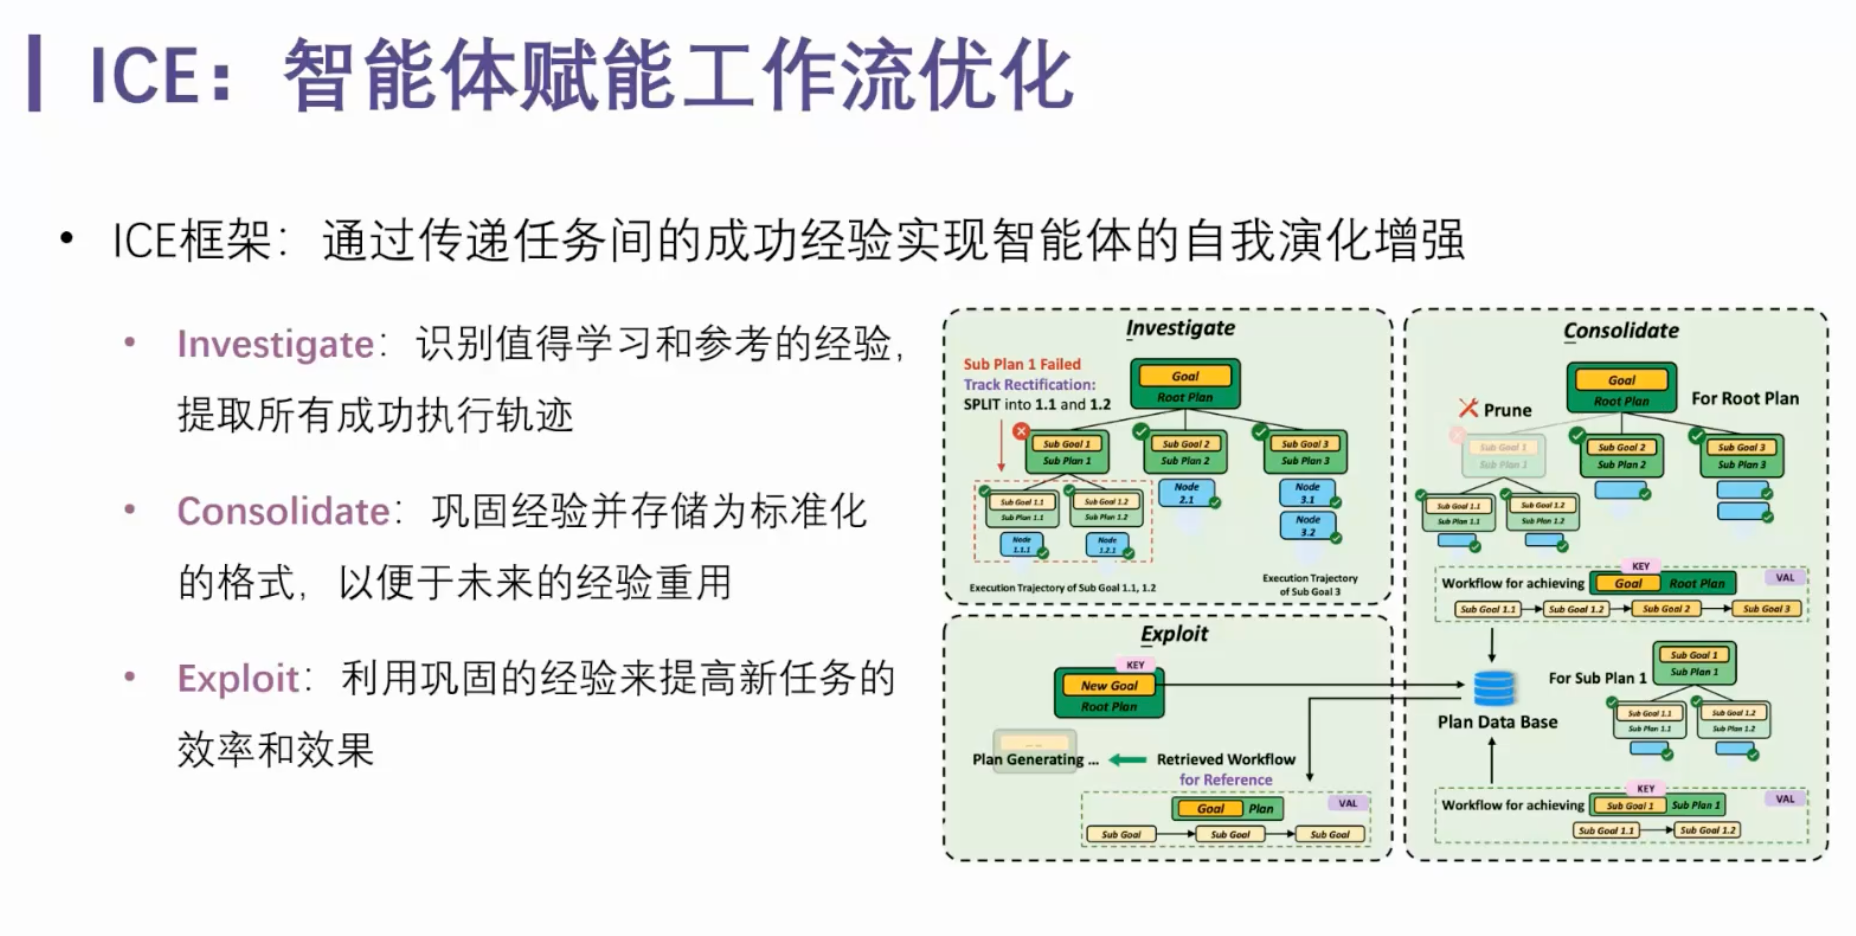 ICE：智能体赋能工作流优化
• ICE框架：通过传递任务间的成功经验实现智能体的自我演化增强
• Investigate：识别值得学习和参考的经验，
提取所有成功执行轨迹
• Consolidate：巩固经验并存储为标准化
的格式，以便于未来的经验重用
• Exploit：利用巩固的经验来提高新任务的
效率和效果
Investigate
Sub Plan 1 Failed
Track Rectification:
SPLIT into 1.1 and 1.2
Goal
Root Plan
Sub Goal 1
Sub Plan 1
Sub Goal 2
Sub Plan 2
Sub Goal 3
Sub Plan 3
Sub Goal 1.1
Sub Plan 1.1
Sub Goal 1.2
Sub Plan 1.2
Node
1.1.1
Node
1.2.1
Node
2.1
Node
3.1
Node
3.2
Execution Trajectory of Sub Goal 1.1, 1.2
Execution Trajectory
of Sub Goal 3
Exploit
KEY
New Goal
Root Plan
... ...
Plan Generating ...
Retrieved Workflow
for Reference
Goal Plan
VAL
Sub Goal
Sub Goal
Sub Goal
Consolidate
Goal
Root Plan
For Root Plan
Prune
Sub Goal 1
Sub Plan 1
Sub Goal 2
Sub Plan 2
Sub Goal 3
Sub Plan 3
Sub Goal 1.1
Sub Plan 1.1
Sub Goal 1.2
Sub Plan 1.2
KEY
Workflow for achieving Goal Root Plan
VAL
Sub Goal 1.1
Sub Goal 1.2
Sub Goal 2
Sub Goal 3
Plan Data Base
For Sub Plan 1
Sub Goal 1
Sub Plan 1
Sub Goal 1.1
Sub Plan 1.1
Sub Goal 1.2
Sub Plan 1.2
KEY
Workflow for achieving Sub Goal 1 Sub Plan 1
VAL
Sub Goal 1.1
Sub Goal 1.2